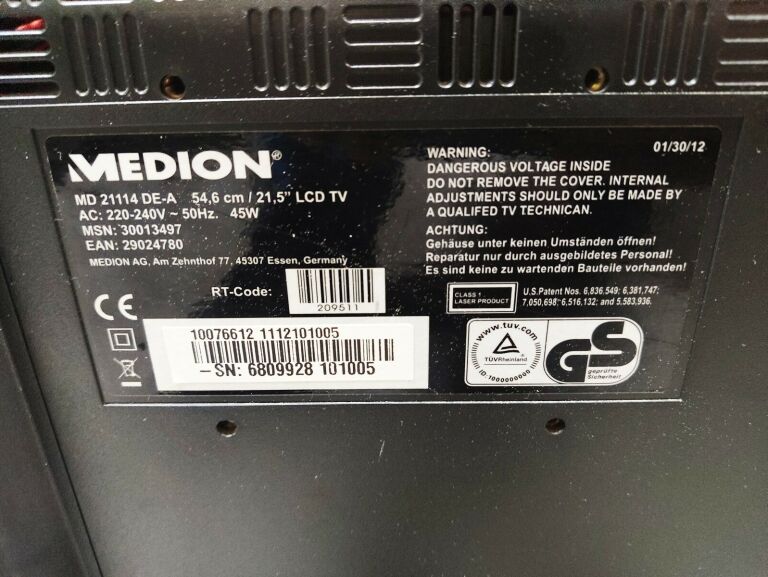 MEDION®
MD 21114 DE-A 54,6 cm / 21,5" LCD TV
AC: 220-240V ~ 50Hz. 45W
MSN: 30013497
EAN: 29024780
MEDION AG, Am Zehnthof 77, 45307 Essen, Germany
RT-Code:
209511
10076612 1112101005
-SN: 6809928 101005
01/30/12
WARNING:
DANGEROUS VOLTAGE INSIDE
DO NOT REMOVE THE COVER. INTERNAL
ADJUSTMENTS SHOULD ONLY BE MADE BY
A QUALIFED TV TECHNICAN.
ACHTUNG:
Gehäuse unter keinen Umständen öffnen!
Reparatur nur durch ausgebildetes Personal!
Es sind keine zu wartenden Bauteile vorhanden!
CLASS 1
LASER PRODUCT
U.S.Patent Nos. 6,836,549; 6,381,747;
7,050,698; 6,516,132; and 5,583,936.
www.tuv.com
TÜVRheinland
ID:1000000000
GS
geprüfte
Sicherheit
CE